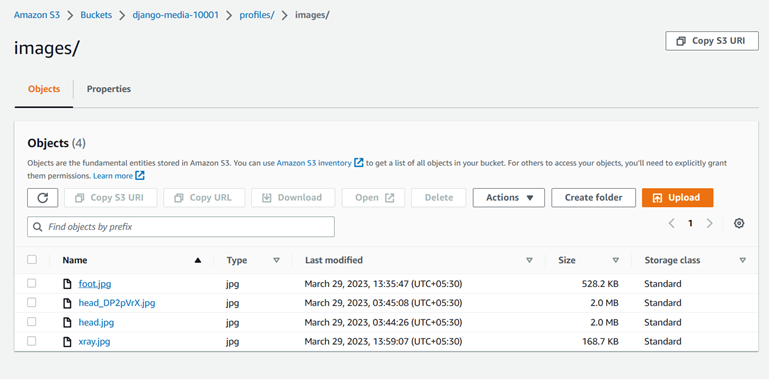 Amazon S3 > Buckets > django-media-10001 > profiles/ > images/
images/
Copy S3 URI
Objects Properties
Objects (4)
Objects are the fundamental entities stored in Amazon S3. You can use Amazon S3 inventory to get a list of all objects in your bucket. For others to access your objects, you'll need to explicitly grant
them permissions. Learn more
Copy S3 URI Copy URL Download Open Delete Actions Create folder Upload
Find objects by prefix
1
Name Type Last modified Size Storage class
foot.jpg jpg March 29, 2023, 13:35:47 (UTC+05:30) 528.2 KB Standard
head_DP2pVrX.jpg jpg March 29, 2023, 03:45:08 (UTC+05:30) 2.0 MB Standard
head.jpg jpg March 29, 2023, 03:44:26 (UTC+05:30) 2.0 MB Standard
xray.jpg jpg March 29, 2023, 13:59:07 (UTC+05:30) 168.7 KB Standard